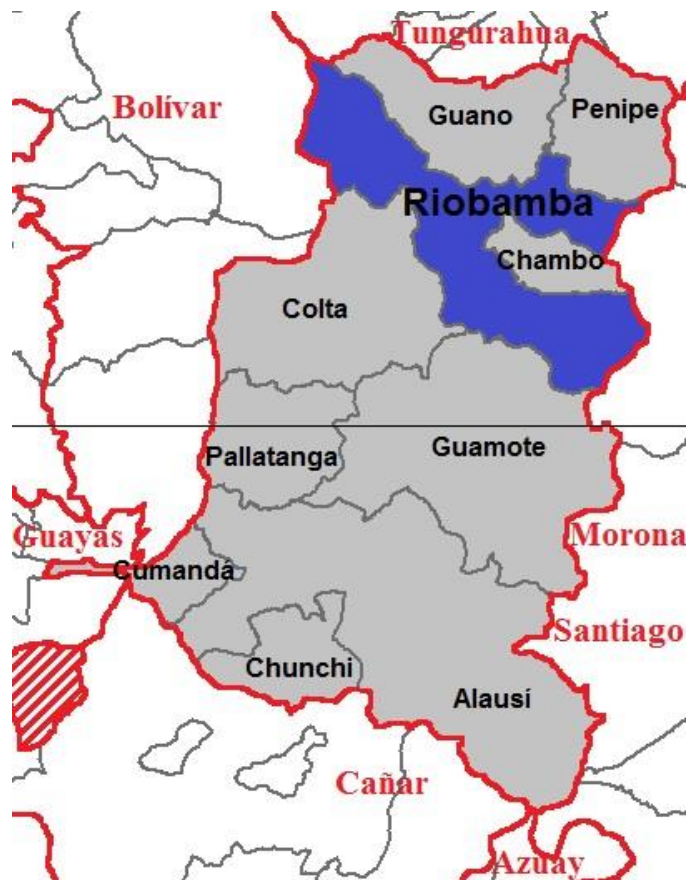 Tungurahua
Bolívar
Guano
Penipe
Riobamba
Chambo
Colta
Pallatanga
Guamote
Guayas
Morona
Cumandá
Santiago
Chunchi
Alausí
Cañar
Azuay